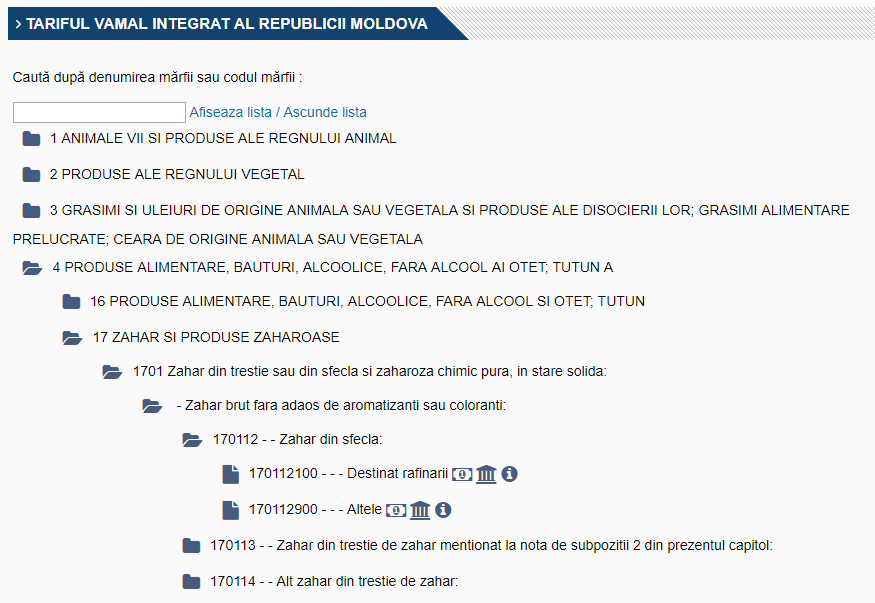 › TARIFUL VAMAL INTEGRAT AL REPUBLICII MOLDOVA
Caută după denumirea mărfii sau codul mărfii :
Afiseaza lista / Ascunde lista
1 ANIMALE VII SI PRODUSE ALE REGNULUI ANIMAL
2 PRODUSE ALE REGNULUI VEGETAL
3 GRASIMI SI ULEIURI DE ORIGINE ANIMALA SAU VEGETALA SI PRODUSE ALE DISOCIERII LOR; GRASIMI ALIMENTARE
PRELUCRATE; CEARA DE ORIGINE ANIMALA SAU VEGETALA
4 PRODUSE ALIMENTARE, BAUTURI, ALCOOLICE, FARA ALCOOL AI OTET; TUTUN A
16 PRODUSE ALIMENTARE, BAUTURI, ALCOOLICE, FARA ALCOOL SI OTET; TUTUN
17 ZAHAR SI PRODUSE ZAHAROASE
1701 Zahar din trestie sau din sfecla si zaharoza chimic pura, in stare solida:
- Zahar brut fara adaos de aromatizanti sau coloranti:
170112 - - Zahar din sfecla:
170112100 - - - Destinat rafinarii
170112900 - - - Altele
170113 - - Zahar din trestie de zahar mentionat la nota de subpozitii 2 din prezentul capitol:
170114 - - Alt zahar din trestie de zahar: